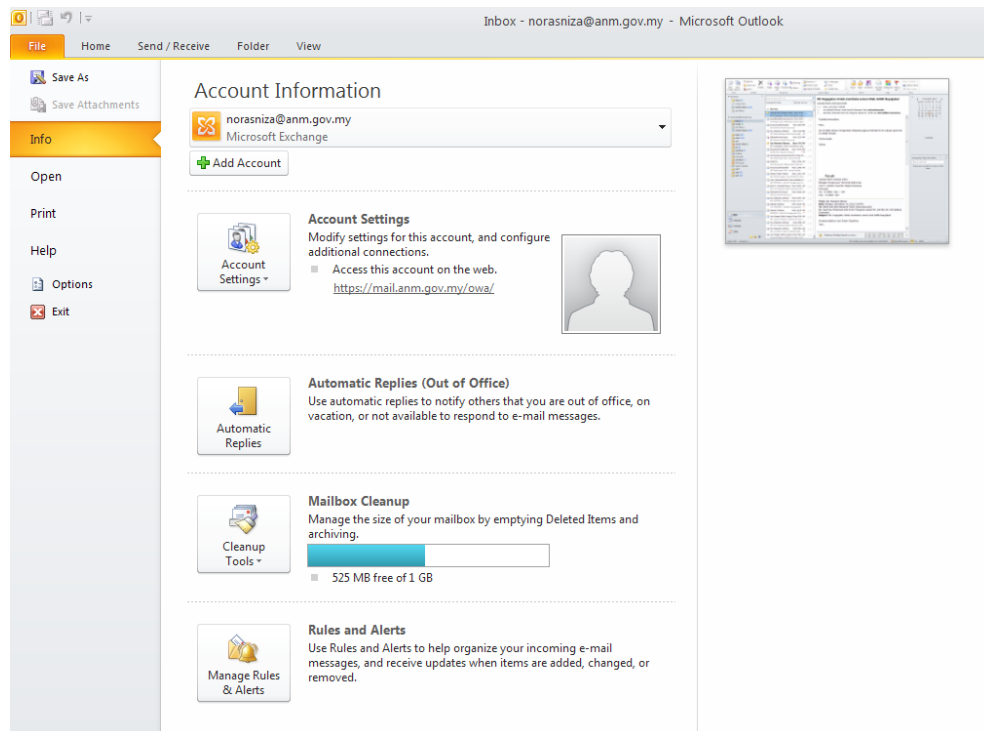 Inbox - norasniza@anm.gov.my - Microsoft Outlook
File Home Send / Receive Folder View
Save As
Save Attachments
Info
Open
Print
Help
Options
Exit
Account Information
norasniza@anm.gov.my
Microsoft Exchange
Add Account
Account Settings
Account Settings
Modify settings for this account, and configure
additional connections.
Access this account on the web.
https://mail.anm.gov.my/owa/
Automatic
Replies
Automatic Replies (Out of Office)
Use automatic replies to notify others that you are out of office, on
vacation, or not available to respond to e-mail messages.
Cleanup
Tools
Mailbox Cleanup
Manage the size of your mailbox by emptying Deleted Items and
archiving.
525 MB free of 1 GB
Manage Rules
& Alerts
Rules and Alerts
Use Rules and Alerts to help organize your incoming e-mail
messages, and receive updates when items are added, changed, or
removed.